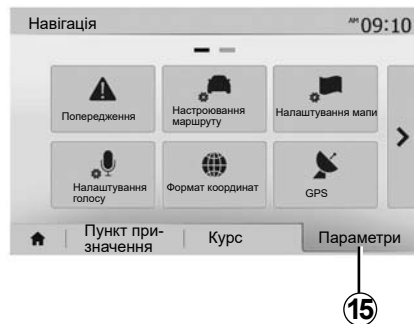 Навігація
AM 09:10
Попередження
Настроювання
маршруту
Налаштування мапи
Налаштування
голосу
Формат координат
GPS
Пункт при-
значення
Курс
Параметри
15